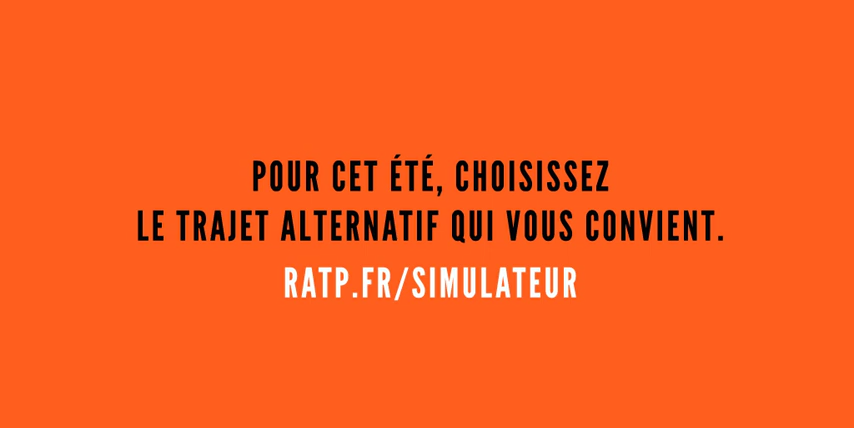 POUR CET ÉTÉ, CHOISISSEZ
LE TRAJET ALTERNATIF QUI VOUS CONVIENT.
RATP.FR/SIMULATEUR